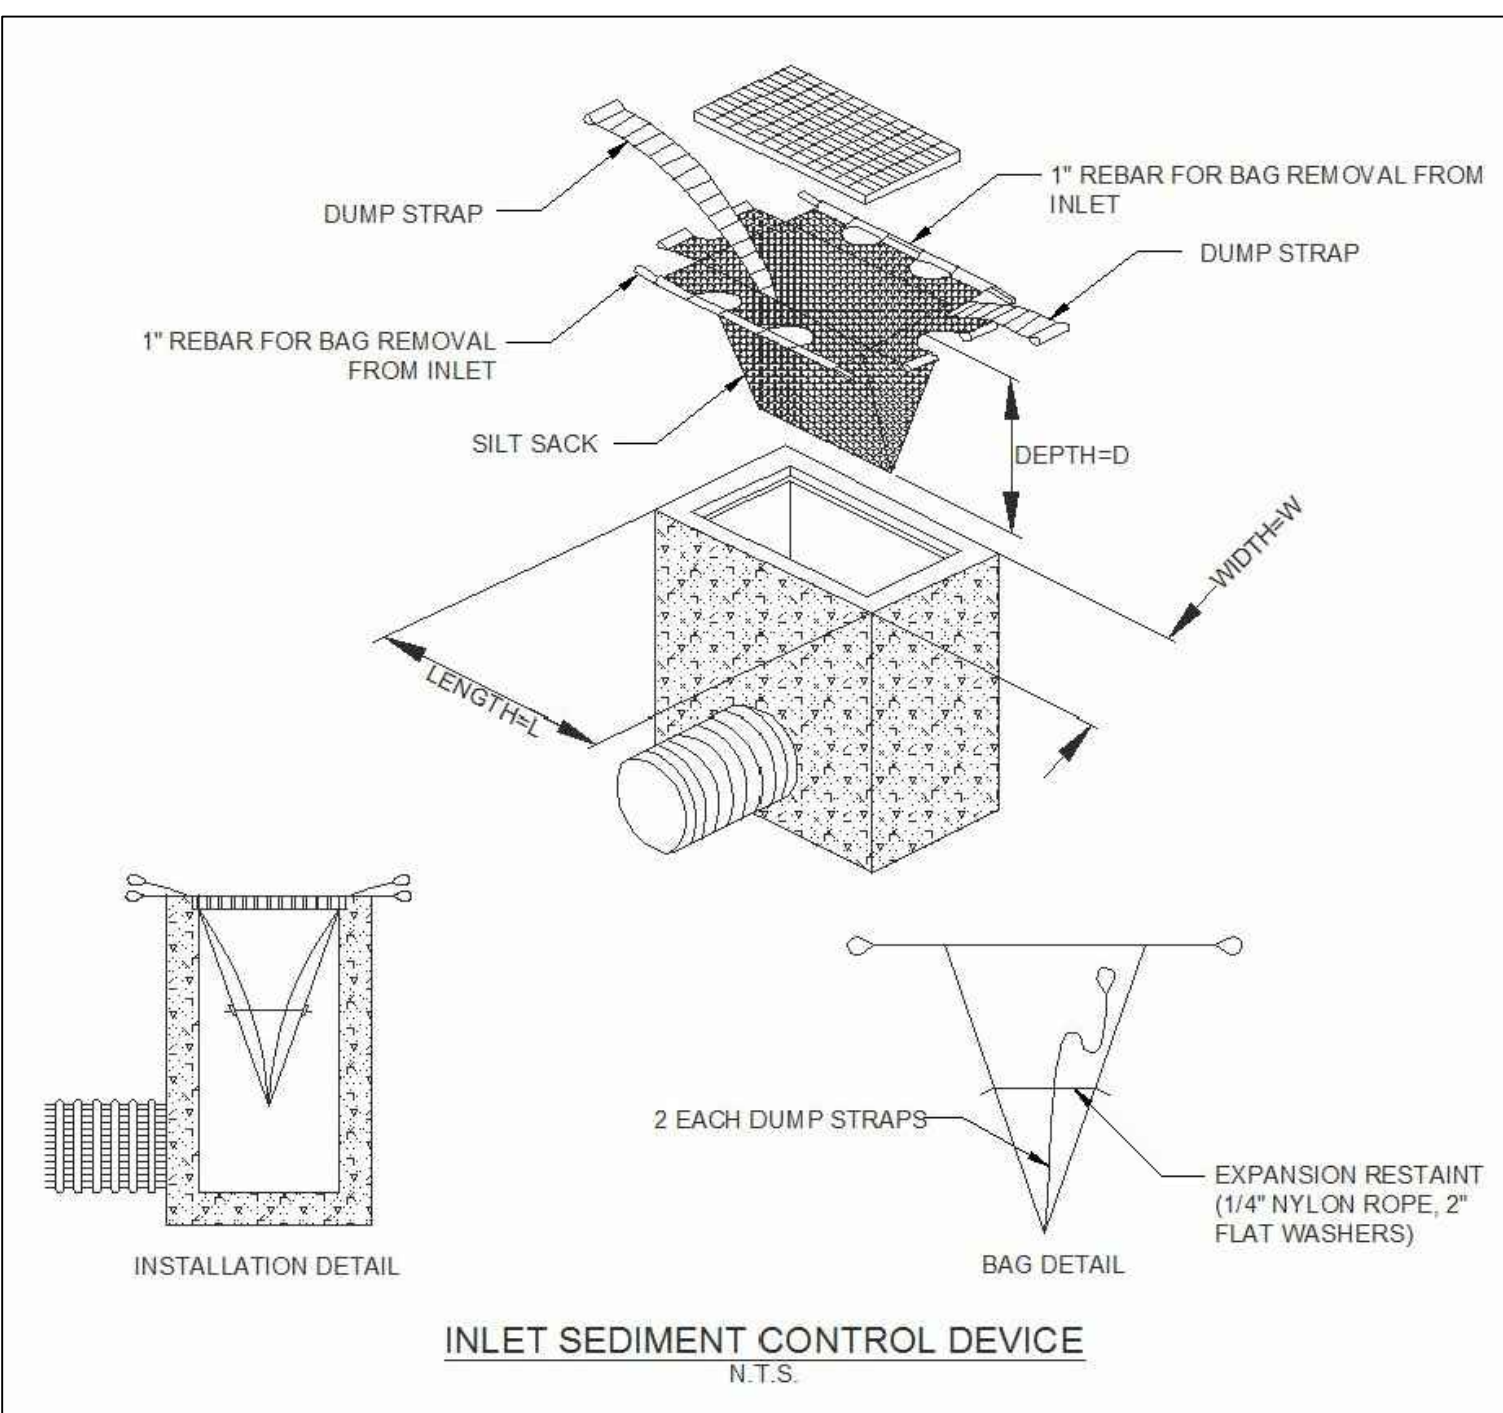 DUMP STRAP
1" REBAR FOR BAG REMOVAL FROM
INLET
DUMP STRAP
1" REBAR FOR BAG REMOVAL
FROM INLET
SILT SACK
DEPTH=D
WIDTH=W
LENGTH=L
2 EACH DUMP STRAPS
EXPANSION RESTAINT
(1/4" NYLON ROPE, 2"
FLAT WASHERS)
INSTALLATION DETAIL
BAG DETAIL
INLET SEDIMENT CONTROL DEVICE
N.T.S.